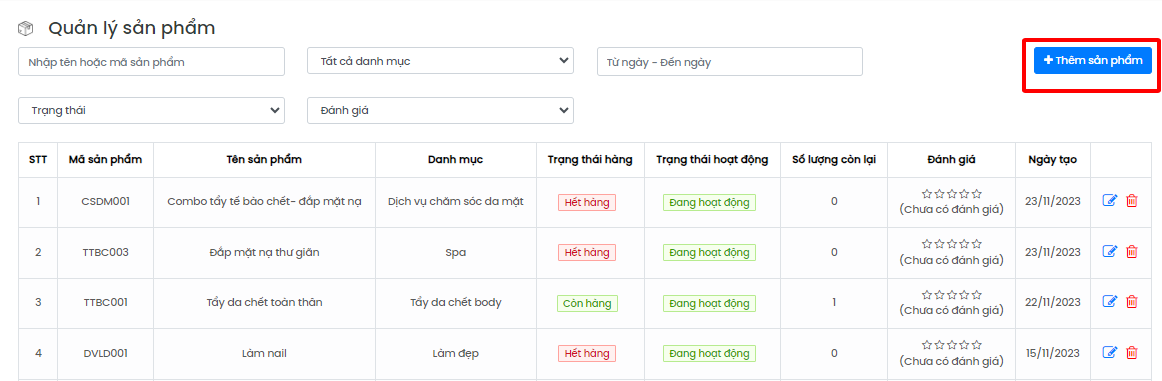 Quản lý sản phẩm
Nhập tên hoặc mã sản phẩm Tất cả danh mục Từ ngày - Đến ngày + Thêm sản phẩm
Trạng thái Đánh giá
STT Mã sản phẩm Tên sản phẩm Danh mục Trạng thái hàng Trạng thái hoạt động Số lượng còn lại Đánh giá Ngày tạo
1 CSDM001 Combo tẩy tế bào chết- đắp mặt nạ Dịch vụ chăm sóc da mặt Hết hàng Đang hoạt động 0 (Chưa có đánh giá) 23/11/2023
2 TTBC003 Đắp mặt nạ thư giãn Spa Hết hàng Đang hoạt động 0 (Chưa có đánh giá) 23/11/2023
3 TTBC001 Tẩy da chết toàn thân Tẩy da chết body Còn hàng Đang hoạt động 1 (Chưa có đánh giá) 22/11/2023
4 DVLD001 Làm nail Làm đẹp Hết hàng Đang hoạt động 0 (Chưa có đánh giá) 15/11/2023